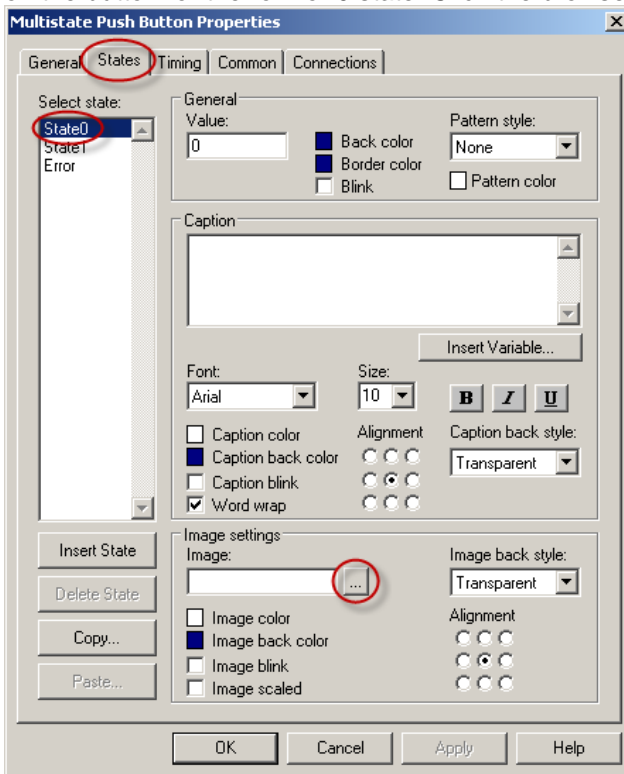 Multistate Push Button Properties
General States Timing Common Connections
Select state:
State0
State1
Error
Insert State
Delete State
Copy...
Paste...
General
Value:
0
Back color
Border color
Blink
Pattern style:
None
Pattern color
Caption
Insert Variable...
Font:
Arial
Size:
10
B I U
Caption color
Caption back color
Caption blink
Word wrap
Alignment
Caption back style:
Transparent
Image settings
Image:
...
Image back style:
Transparent
Image color
Image back color
Image blink
Image scaled
Alignment
OK Cancel Apply Help